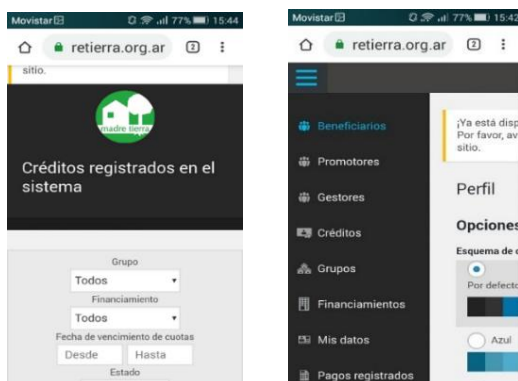 Movistar 77% 15:44
retierra.org.ar 2
sitio.
madre tierra
Créditos registrados en el
sistema
Grupo
Todos
Financiamiento
Todos
Fecha de vencimiento de cuotas
Desde Hasta
Estado
Movistar 77% 15:42
retierra.org.ar 2
Beneficiarios
Promotores
Gestores
Créditos
Grupos
Financiamientos
Mis datos
Pagos registrados
¡Ya está disp
Por favor, av
sitio.
Perfil
Opciones
Esquema de c
Por defecto
Azul